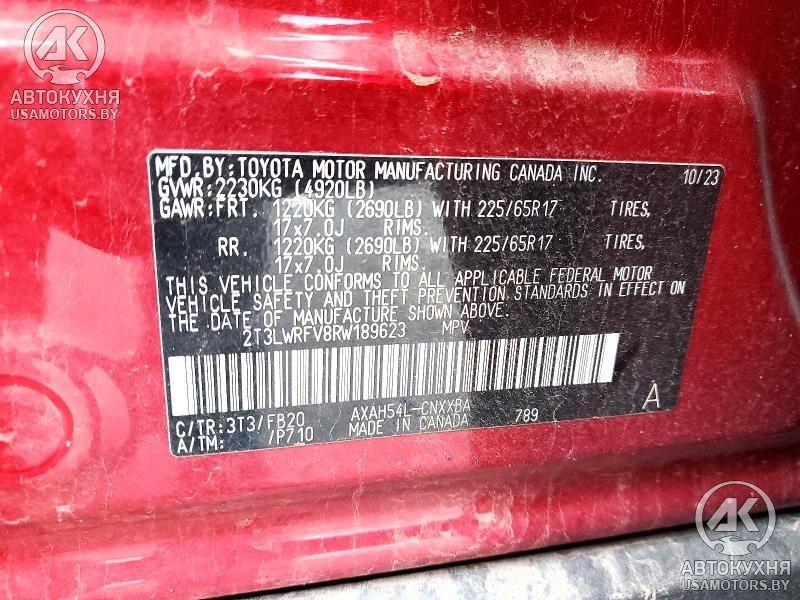 АК
АВТОКУХНЯ
USAMOTORS.BY
MFD. BY: TOYOTA MOTOR MANUFACTURING CANADA INC. 10/23
GVWR: 2230KG (4920LB)
GAWR: FRT. 1220KG (2690LB) WITH 225/65R17 TIRES,
17x7.0J RIMS.
RR. 1220KG (2690LB) WITH 225/65R17 TIRES,
17x7.0J RIMS.
THIS VEHICLE CONFORMS TO ALL APPLICABLE FEDERAL MOTOR
VEHICLE SAFETY AND THEFT PREVENTION STANDARDS IN EFFECT ON
THE DATE OF MANUFACTURE SHOWN ABOVE.
2T3LWRFV8RW189623 MPV
C/TR: 3T3/FB20 AXAH54L-CNXXBA 789 A
A/TM: /P710 MADE IN CANADA
АК
АВТОКУХНЯ
USAMOTORS.BY